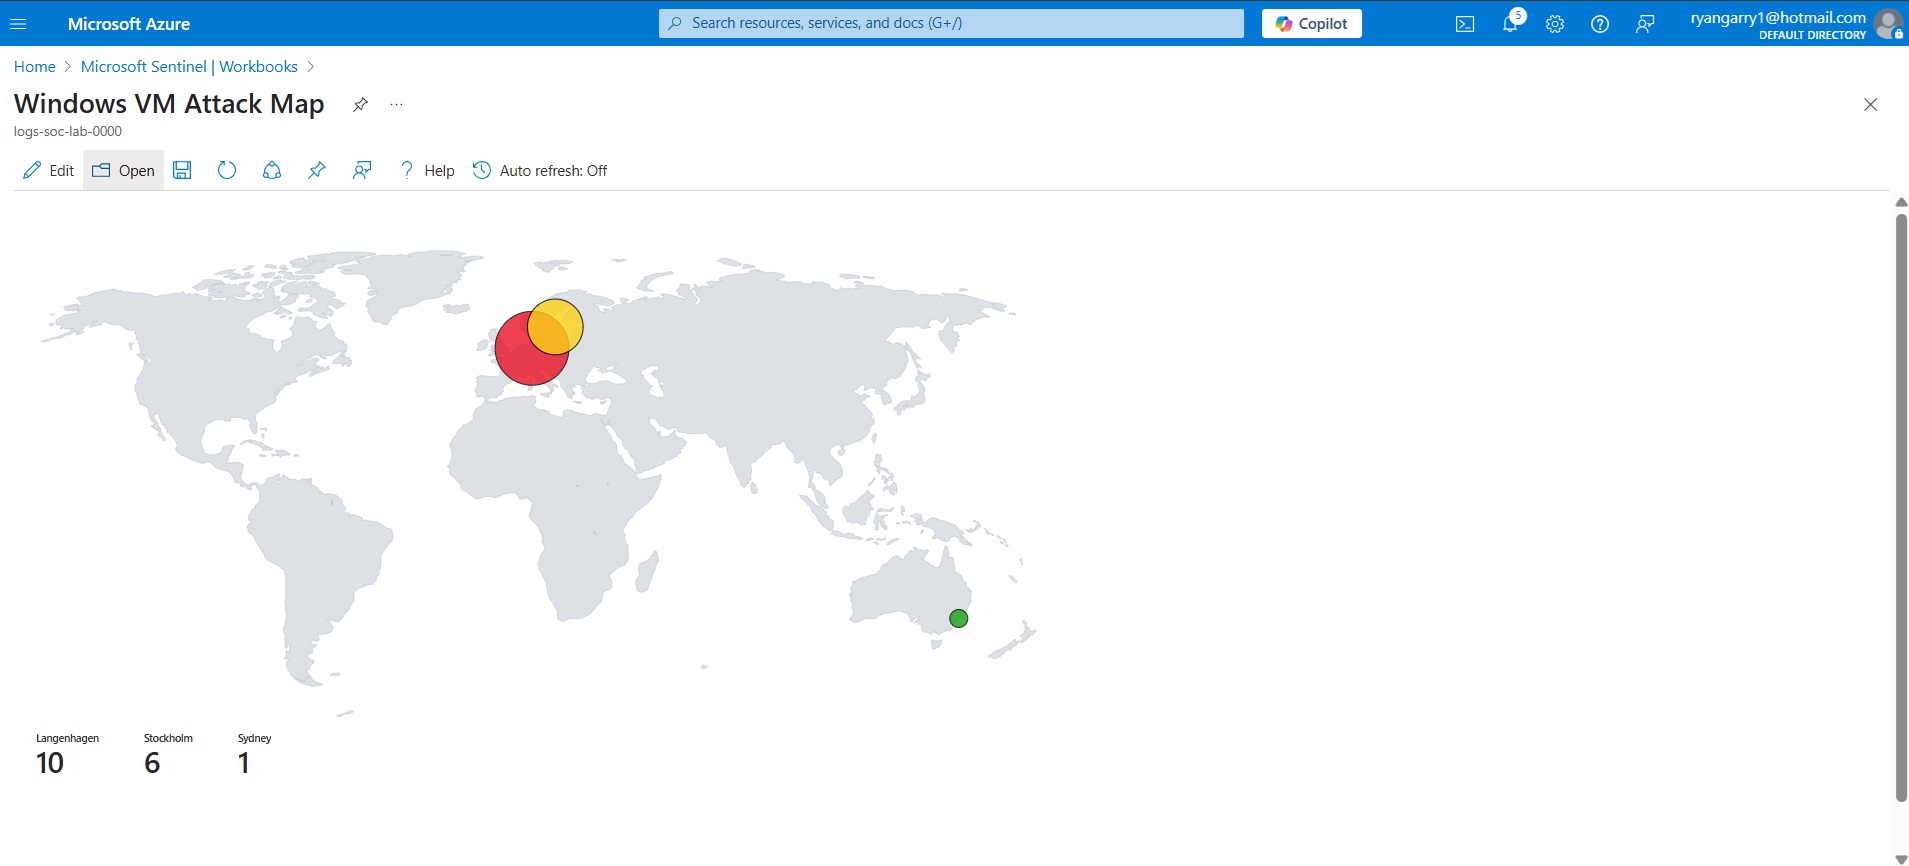 Microsoft Azure
Search resources, services, and docs (G+/)
Copilot
5
ryangarry1@hotmail.com
DEFAULT DIRECTORY
Home > Microsoft Sentinel | Workbooks >
Windows VM Attack Map ...
logs-soc-lab-0000
Edit Open ? Help Auto refresh: Off
Langenhagen Stockholm Sydney
10 6 1